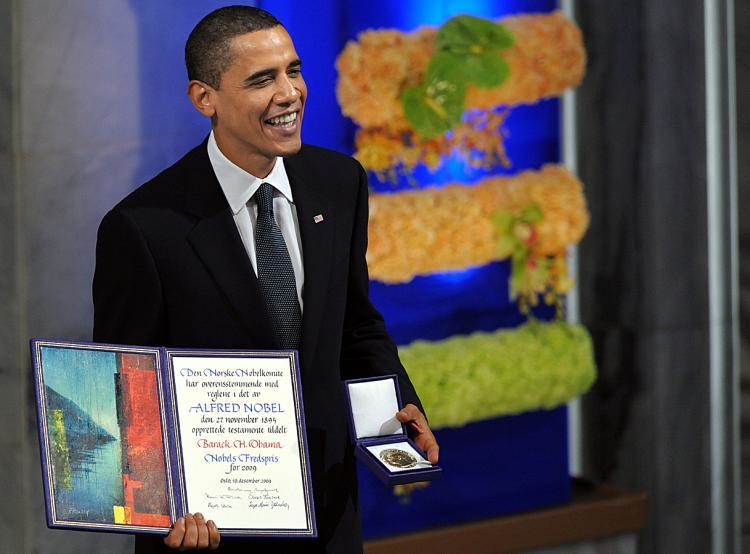 Den Norske Nobelkomite
har overensstemmende med
reglene i det av
ALFRED NOBEL
den 27. november 1895
opprettede testamente tildelt
Barack H. Obama
Nobels Fredspris
for 2009
Oslo, 10. desember 2009